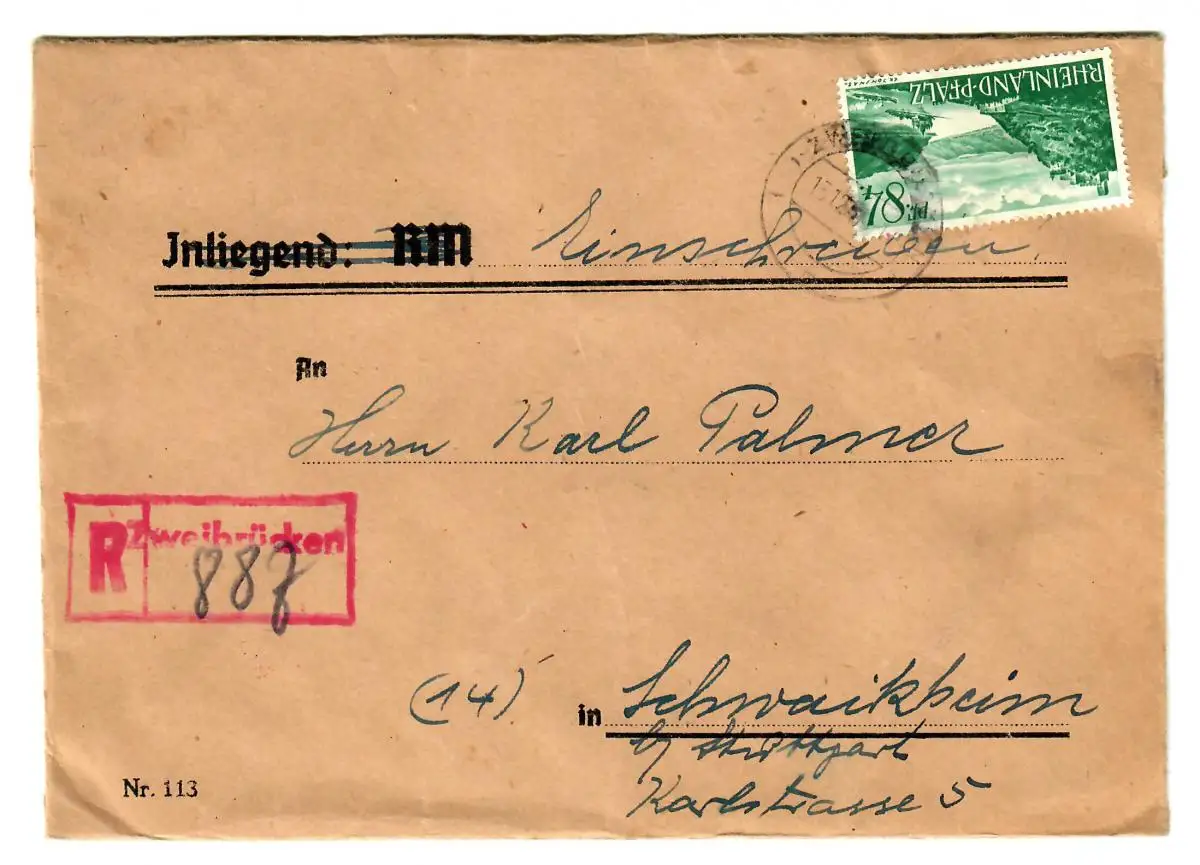 RHEINLAND-PFALZ
84 PF.
Inliegend: RM Einschreiben
An
Herrn Karl Palmer
R Zweibrücken
887
(14) in Schwaikheim
b/ Stuttgart
Karlstrasse 5
Nr. 113